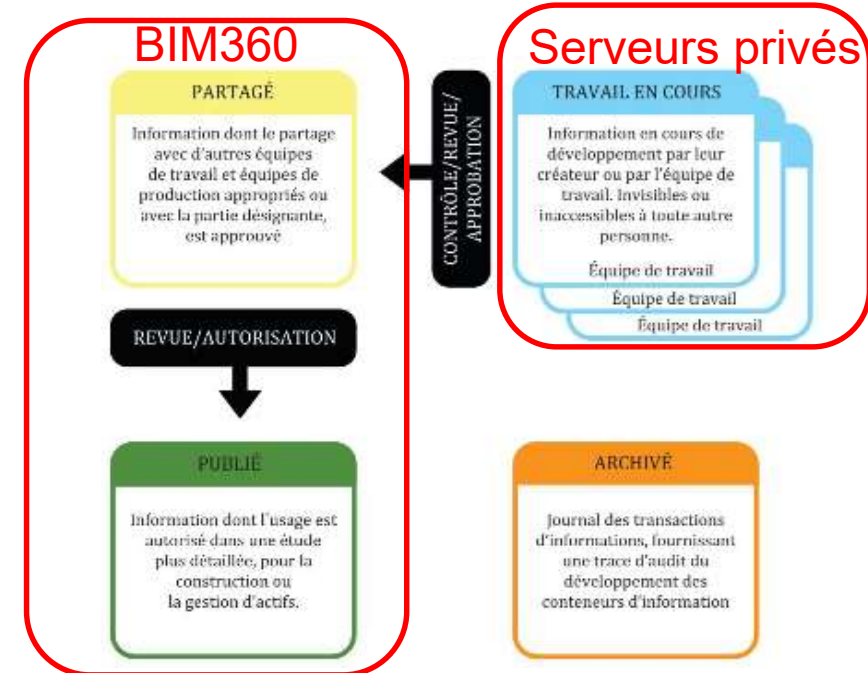 BIM360
PARTAGÉ
Information dont le partage
avec d'autres équipes
de travail et équipes de
production appropriés ou
avec la partie désignante,
est approuvé
REVUE/AUTORISATION
PUBLIÉ
Information dont l'usage est
autorisé dans une étude
plus détaillée, pour la
construction ou
la gestion d'actifs.
CONTRÔLE/REVUE/
APPROBATION
Serveurs privés
TRAVAIL EN COURS
Information en cours de
développement par leur
créateur ou par l'équipe de
travail. Invisibles ou
inaccessibles à toute autre
personne.
Équipe de travail
Équipe de travail
Équipe de travail
ARCHIVÉ
Journal des transactions
d'informations, fournissant
une trace d'audit du
développement des
conteneurs d'information